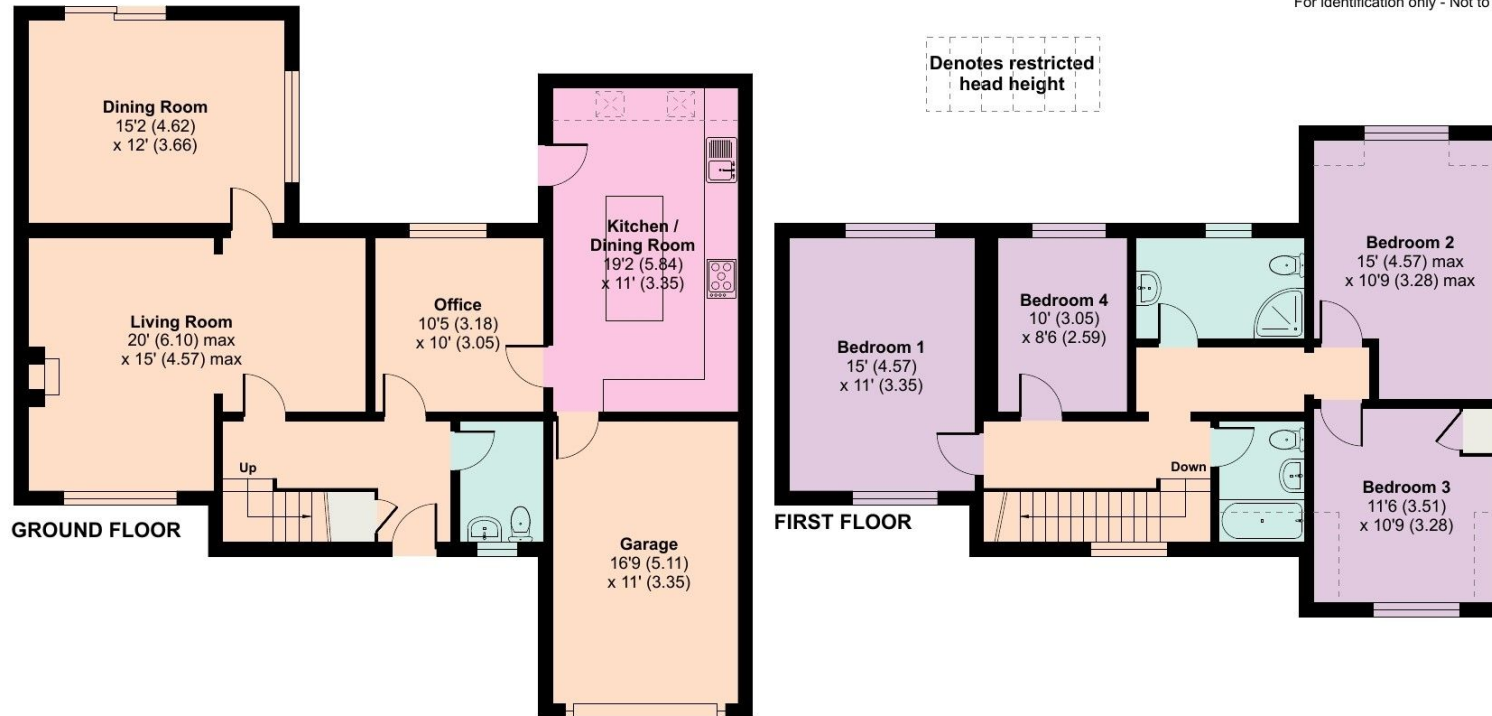 For identification only - Not to
Denotes restricted
head height
Dining Room
15'2 (4.62)
x 12' (3.66)
Kitchen /
Dining Room
19'2 (5.84)
x 11' (3.35)
Office
10'5 (3.18)
x 10' (3.05)
Living Room
20' (6.10) max
x 15' (4.57) max
Up
GROUND FLOOR
Garage
16'9 (5.11)
x 11' (3.35)
Bedroom 2
15' (4.57) max
x 10'9 (3.28) max
Bedroom 4
10' (3.05)
x 8'6 (2.59)
Bedroom 1
15' (4.57)
x 11' (3.35)
Down
Bedroom 3
11'6 (3.51)
x 10'9 (3.28)
FIRST FLOOR